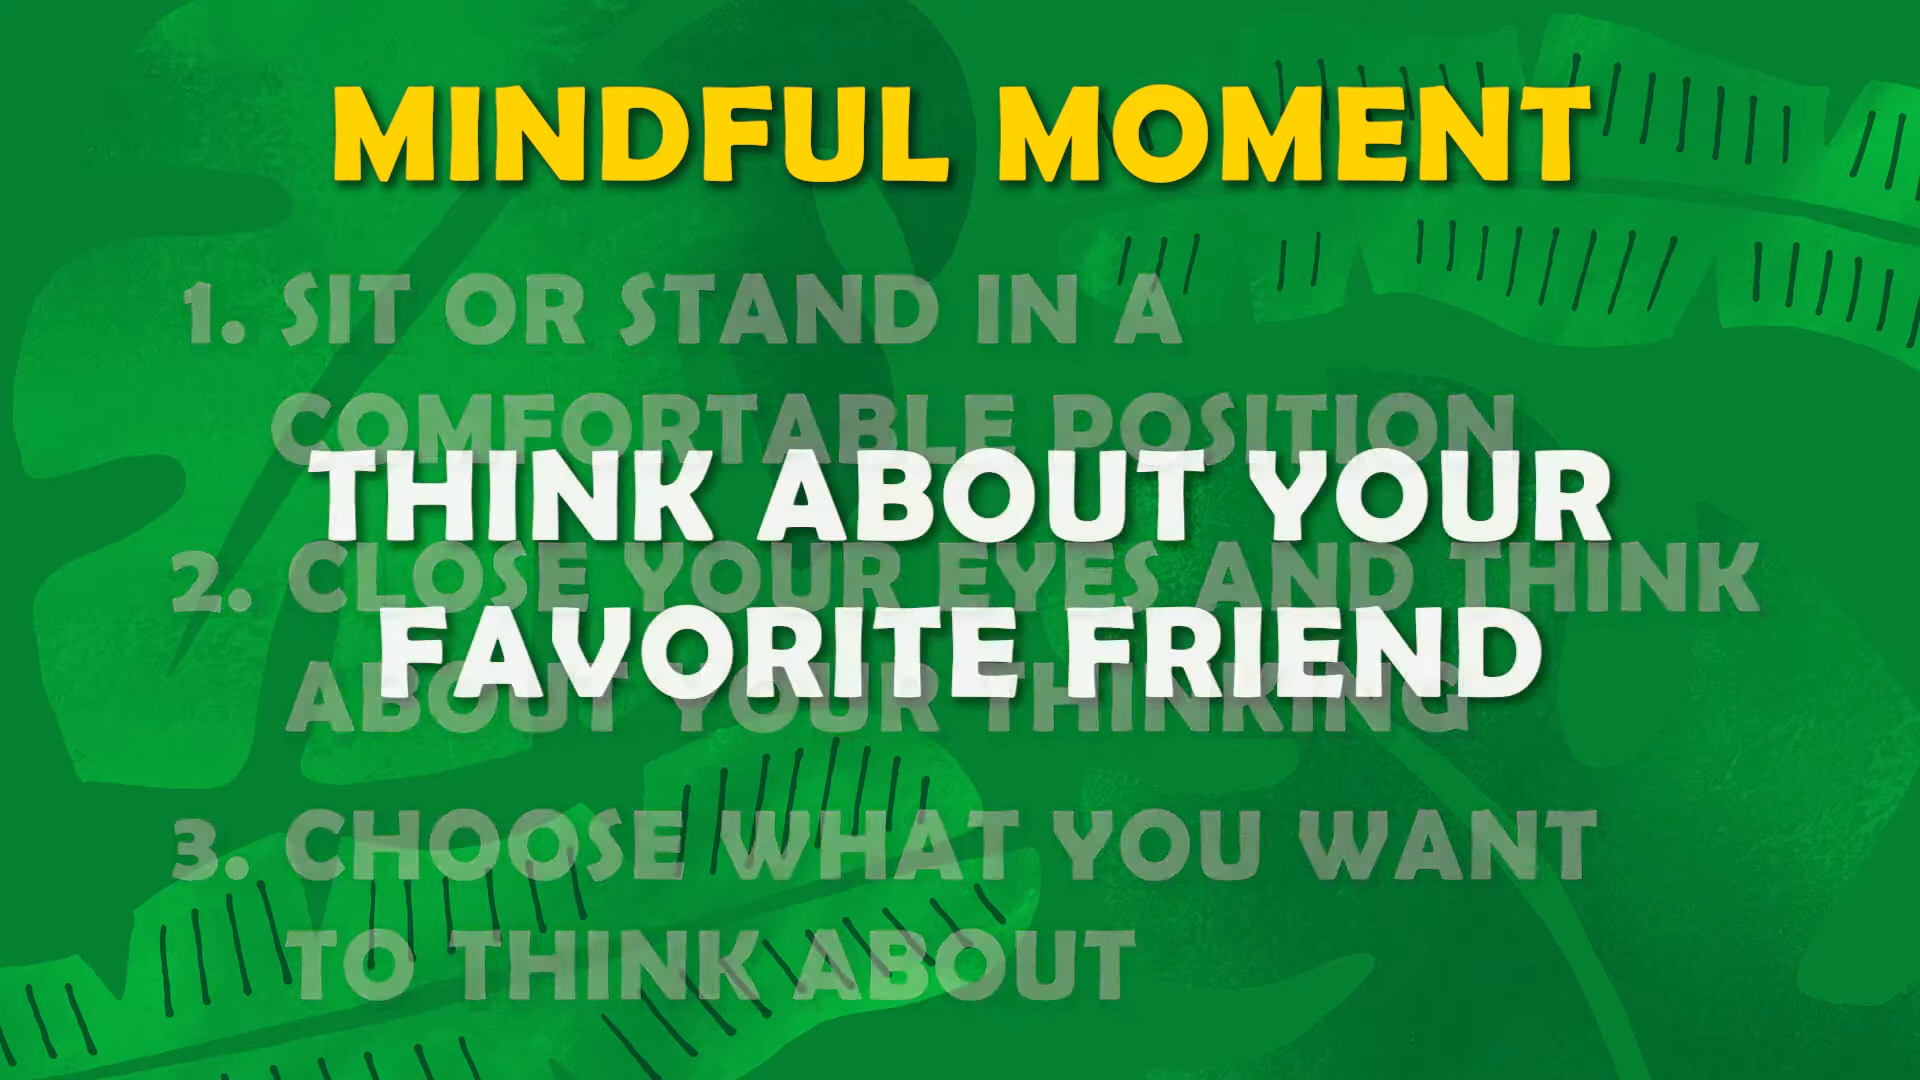 MINDFUL MOMENT
1. SIT OR STAND IN A
COMFORTABLE POSITION
THINK ABOUT YOUR
2. CLOSE YOUR EYES AND THINK
FAVORITE FRIEND
ABOUT YOUR THINKING
3. CHOOSE WHAT YOU WANT
TO THINK ABOUT